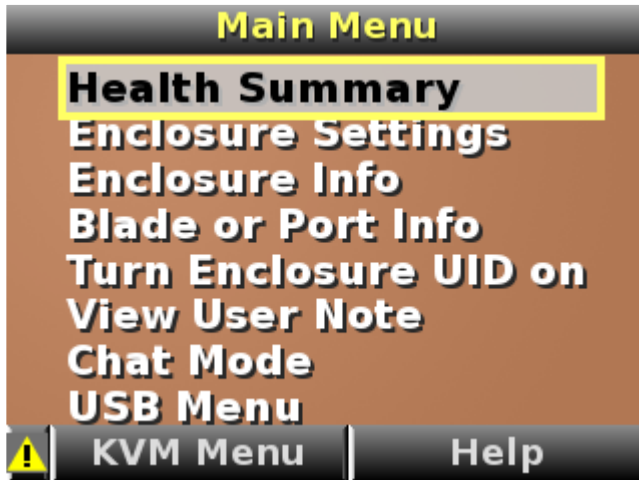 Main Menu
Health Summary
Enclosure Settings
Enclosure Info
Blade or Port Info
Turn Enclosure UID on
View User Note
Chat Mode
USB Menu
KVM Menu Help